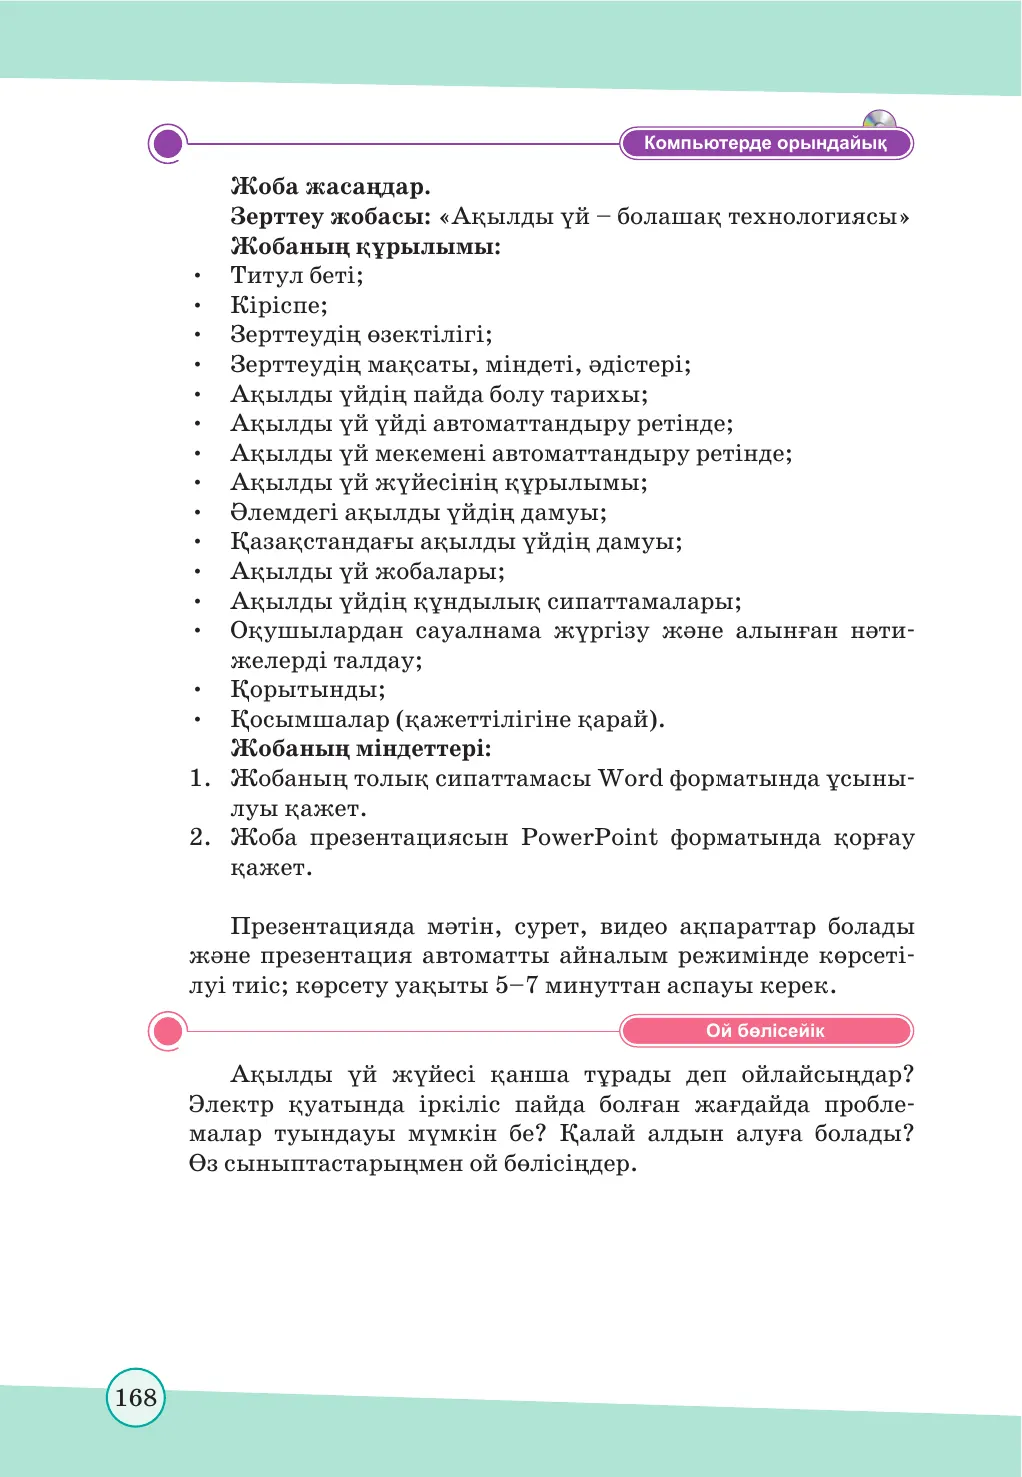 Компьютерде орындайық
Жоба жасаңдар.
Зерттеу жобасы: «Ақылды үй – болашақ технологиясы»
Жобаның құрылымы:
• Титул беті;
• Кіріспе;
• Зерттеудің өзектілігі;
• Зерттеудің мақсаты, міндеті, әдістері;
• Ақылды үйдің пайда болу тарихы;
• Ақылды үй үйді автоматтандыру ретінде;
• Ақылды үй мекемені автоматтандыру ретінде;
• Ақылды үй жүйесінің құрылымы;
• Әлемдегі ақылды үйдің дамуы;
• Қазақстандағы ақылды үйдің дамуы;
• Ақылды үй жобалары;
• Ақылды үйдің құндылық сипаттамалары;
• Оқушылардан сауалнама жүргізу және алынған нәти-
желерді талдау;
• Қорытынды;
• Қосымшалар (қажеттілігіне қарай).
Жобаның міндеттері:
1. Жобаның толық сипаттамасы Word форматында ұсыны-
луы қажет.
2. Жоба презентациясын PowerPoint форматында қорғау
қажет.
Презентацияда мәтін, сурет, видео ақпараттар болады
және презентация автоматты айналым режимінде көрсеті-
луі тиіс; көрсету уақыты 5–7 минуттан аспауы керек.
Ой бөлісейік
Ақылды үй жүйесі қанша тұрады деп ойлайсыңдар?
Электр қуатында іркіліс пайда болған жағдайда пробле-
малар туындауы мүмкін бе? Қалай алдын алуға болады?
Өз сыныптастарыңмен ой бөлісіңдер.
168